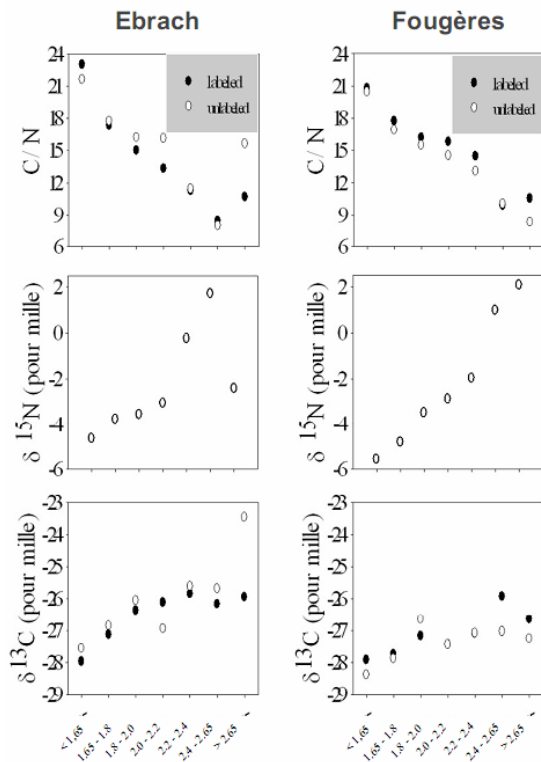 Ebrach
Fougères
24
21
18
15
12
9
6
C/N
labeled
unlabeled
24
21
18
15
12
9
6
C/N
labeled
unlabeled
2
0
-2
-4
-6
δ 15N (pour mille)
2
0
-2
-4
-6
δ 15N (pour mille)
-23
-24
-25
-26
-27
-28
-29
δ 13C (pour mille)
-23
-24
-25
-26
-27
-28
-29
δ 13C (pour mille)
< 1.65 ~
1.65 - 1.8
1.8 - 2.0
2.0 - 2.2
2.2 - 2.4
2.4 - 2.65
> 2.65 ~
< 1.65 ~
1.65 - 1.8
1.8 - 2.0
2.0 - 2.2
2.2 - 2.4
2.4 - 2.65
> 2.65 ~